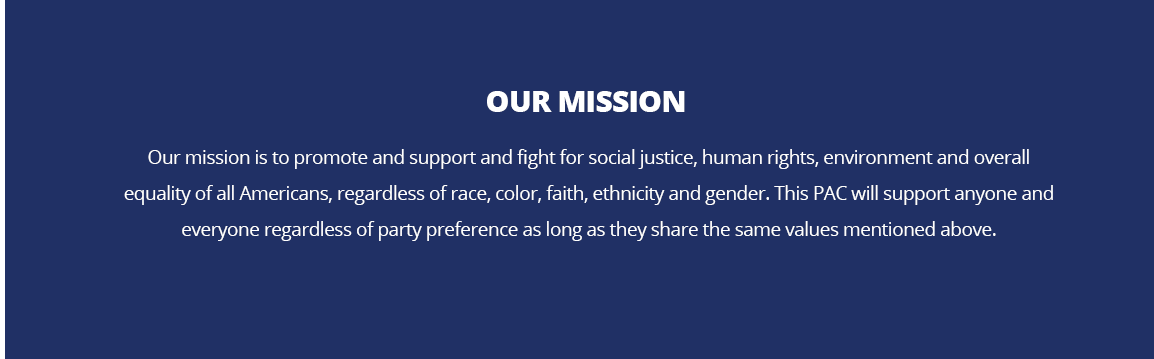 OUR MISSION
Our mission is to promote and support and fight for social justice, human rights, environment and overall
equality of all Americans, regardless of race, color, faith, ethnicity and gender. This PAC will support anyone and
everyone regardless of party preference as long as they share the same values mentioned above.